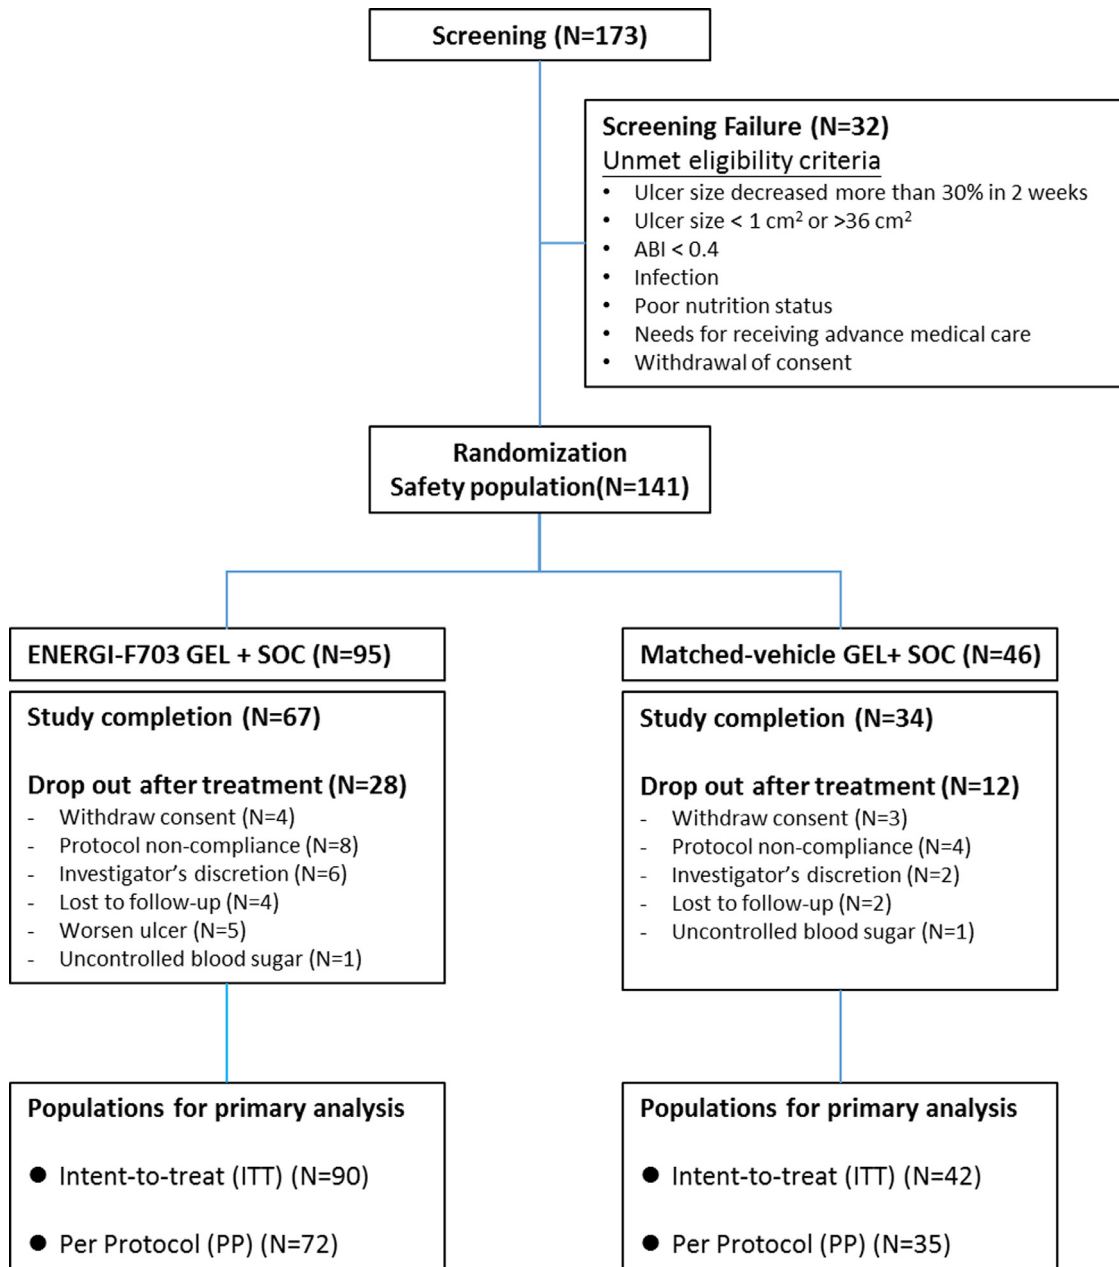 Screening (N=173)
Screening Failure (N=32)
Unmet eligibility criteria
• Ulcer size decreased more than 30% in 2 weeks
• Ulcer size < 1 cm² or >36 cm²
• ABI < 0.4
• Infection
• Poor nutrition status
• Needs for receiving advance medical care
• Withdrawal of consent
Randomization
Safety population(N=141)
ENERGI-F703 GEL + SOC (N=95)
Study completion (N=67)
Drop out after treatment (N=28)
- Withdraw consent (N=4)
- Protocol non-compliance (N=8)
- Investigator’s discretion (N=6)
- Lost to follow-up (N=4)
- Worsen ulcer (N=5)
- Uncontrolled blood sugar (N=1)
Populations for primary analysis
● Intent-to-treat (ITT) (N=90)
● Per Protocol (PP) (N=72)
Matched-vehicle GEL+ SOC (N=46)
Study completion (N=34)
Drop out after treatment (N=12)
- Withdraw consent (N=3)
- Protocol non-compliance (N=4)
- Investigator’s discretion (N=2)
- Lost to follow-up (N=2)
- Uncontrolled blood sugar (N=1)
Populations for primary analysis
● Intent-to-treat (ITT) (N=42)
● Per Protocol (PP) (N=35)